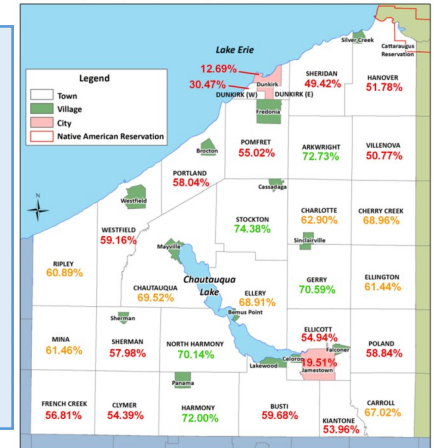 Lake Erie
Silver Creek
Cattaraugus
Reservation
Legend
Town
Village
City
Native American Reservation
12.69%
30.47%
Dunkirk
DUNKIRK (W)
DUNKIRK (E)
SHERIDAN
49.42%
HANOVER
51.78%
Fredonia
POMFRET
55.02%
ARKWRIGHT
72.73%
VILLENOVA
50.77%
Brocton
PORTLAND
58.04%
Cassadaga
Westfield
STOCKTON
74.38%
CHARLOTTE
62.90%
CHERRY CREEK
68.96%
N
WESTFIELD
59.16%
Sinclairville
Mayville
RIPLEY
60.89%
CHAUTAUQUA
69.52%
Chautauqua
Lake
ELLERY
68.91%
GERRY
70.59%
ELLINGTON
61.44%
Bemus Point
MINA
61.46%
Sherman
SHERMAN
57.98%
NORTH HARMONY
70.14%
ELLICOTT
54.94%
Falconer
Celoron
19.51%
Jamestown
Lakewood
POLAND
58.84%
Panama
FRENCH CREEK
56.81%
CLYMER
54.39%
HARMONY
72.00%
BUSTI
59.68%
KIANTONE
53.96%
CARROLL
67.02%